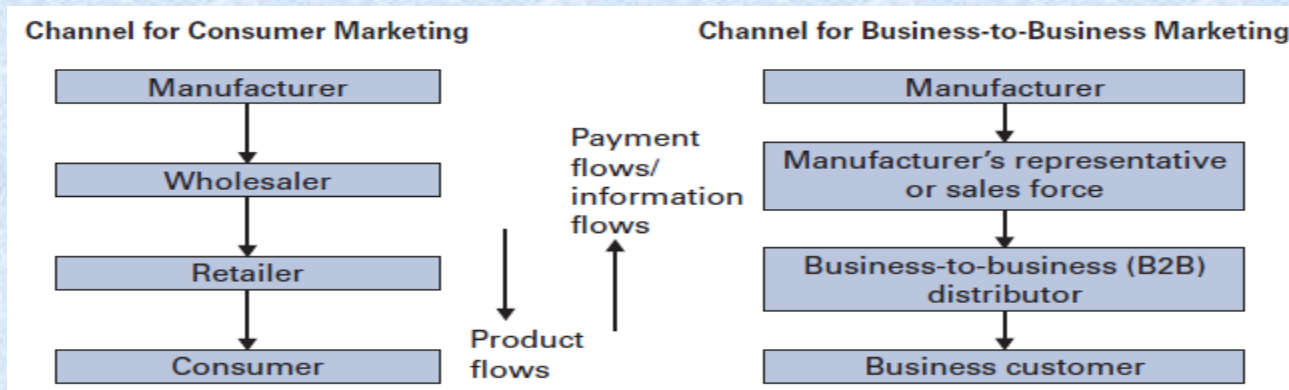 Channel for Consumer Marketing
Manufacturer
Wholesaler
Retailer
Consumer
Payment
flows/
information
flows
Product
flows
Channel for Business-to-Business Marketing
Manufacturer
Manufacturer's representative
or sales force
Business-to-business (B2B)
distributor
Business customer